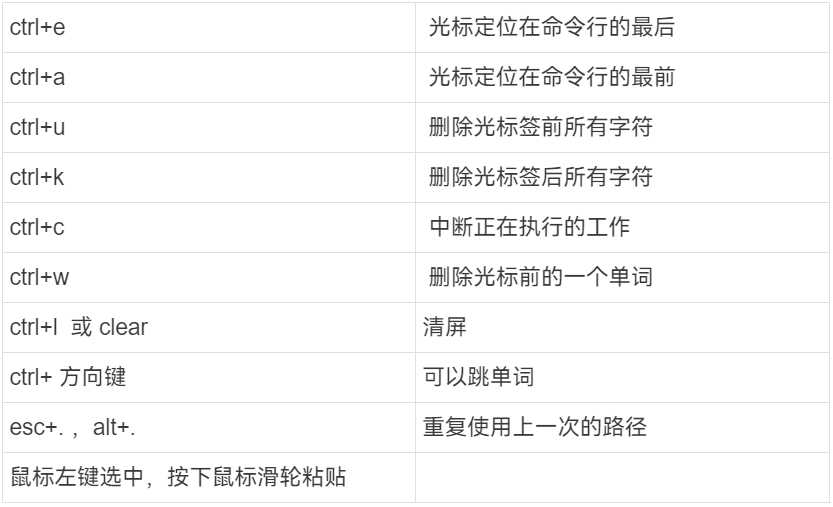 ctrl+e 光标定位在命令行的最后
ctrl+a 光标定位在命令行的最前
ctrl+u 删除光标签前所有字符
ctrl+k 删除光标签后所有字符
ctrl+c 中断正在执行的工作
ctrl+w 删除光标前的一个单词
ctrl+l 或 clear 清屏
ctrl+ 方向键 可以跳单词
esc+. ，alt+. 重复使用上一次的路径
鼠标左键选中，按下鼠标滑轮粘贴